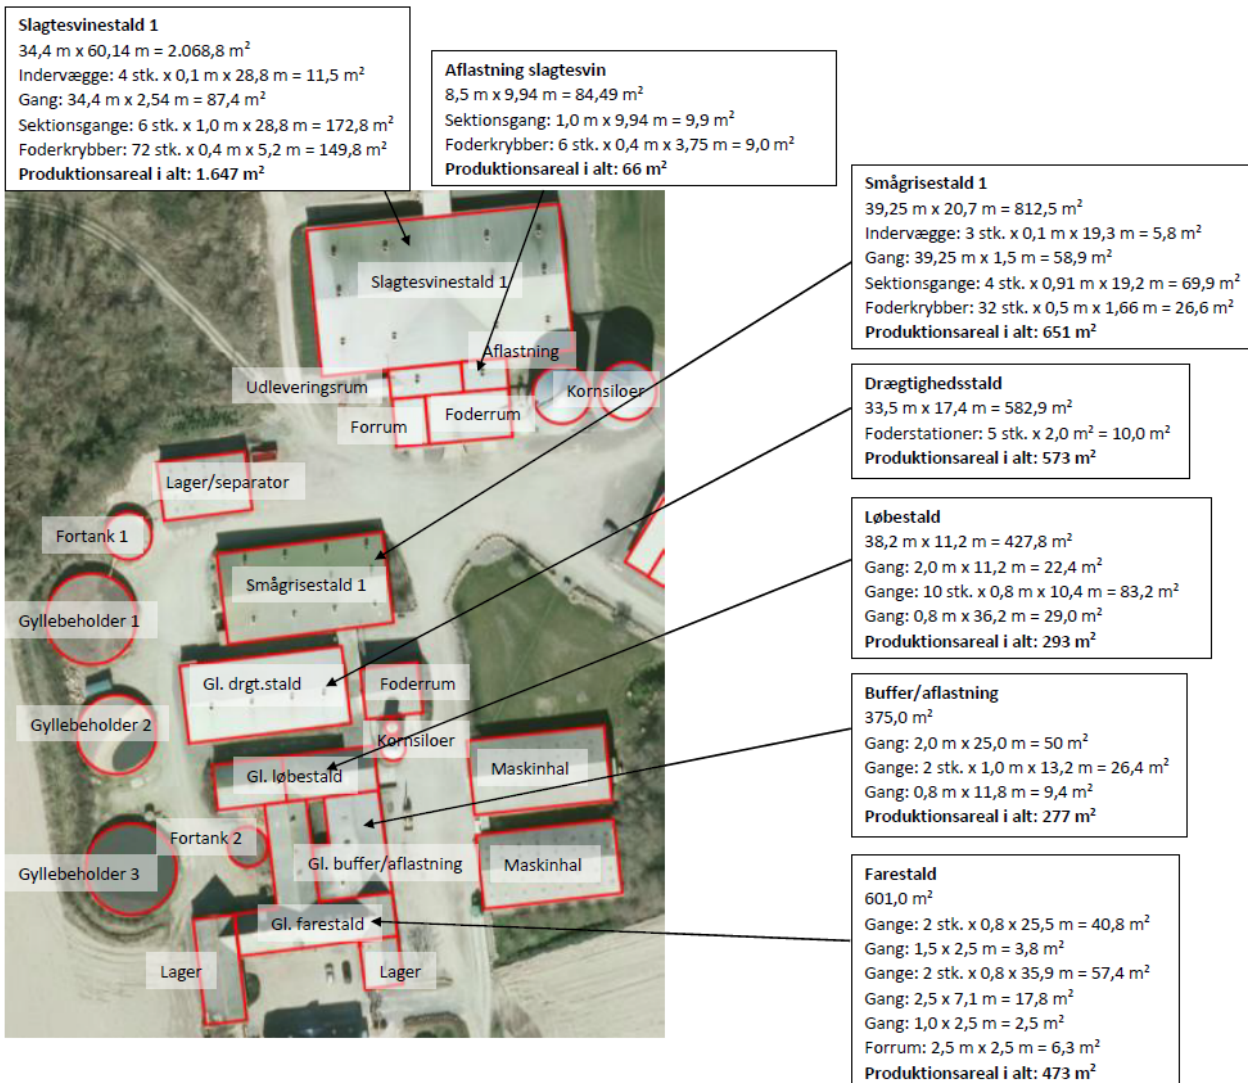 Slagtesvinestald 1
34,4 m x 60,14 m = 2.068,8 m²
Indervægge: 4 stk. x 0,1 m x 28,8 m = 11,5 m²
Gang: 34,4 m x 2,54 m = 87,4 m²
Sektionsgange: 6 stk. x 1,0 m x 28,8 m = 172,8 m²
Foderkrybber: 72 stk. x 0,4 m x 5,2 m = 149,8 m²
Produktionsareal i alt: 1.647 m²
Aflastning slagtesvin
8,5 m x 9,94 m = 84,49 m²
Sektionsgang: 1,0 m x 9,94 m = 9,9 m²
Foderkrybber: 6 stk. x 0,4 m x 3,75 m = 9,0 m²
Produktionsareal i alt: 66 m²
Smågrisestald 1
39,25 m x 20,7 m = 812,5 m²
Indervægge: 3 stk. x 0,1 m x 19,3 m = 5,8 m²
Gang: 39,25 m x 1,5 m = 58,9 m²
Sektionsgange: 4 stk. x 0,91 m x 19,2 m = 69,9 m²
Foderkrybber: 32 stk. x 0,5 m x 1,66 m = 26,6 m²
Produktionsareal i alt: 651 m²
Drægtighedsstald
33,5 m x 17,4 m = 582,9 m²
Foderstationer: 5 stk. x 2,0 m² = 10,0 m²
Produktionsareal i alt: 573 m²
Løbestald
38,2 m x 11,2 m = 427,8 m²
Gang: 2,0 m x 11,2 m = 22,4 m²
Gange: 10 stk. x 0,8 m x 10,4 m = 83,2 m²
Gang: 0,8 m x 36,2 m = 29,0 m²
Produktionsareal i alt: 293 m²
Buffer/aflastning
375,0 m²
Gang: 2,0 m x 25,0 m = 50 m²
Gange: 2 stk. x 1,0 m x 13,2 m = 26,4 m²
Gang: 0,8 m x 11,8 m = 9,4 m²
Produktionsareal i alt: 277 m²
Farestald
601,0 m²
Gange: 2 stk. x 0,8 x 25,5 m = 40,8 m²
Gang: 1,5 x 2,5 m = 3,8 m²
Gange: 2 stk. x 0,8 x 35,9 m = 57,4 m²
Gang: 2,5 x 7,1 m = 17,8 m²
Gang: 1,0 x 2,5 m = 2,5 m²
Forrum: 2,5 m x 2,5 m = 6,3 m²
Produktionsareal i alt: 473 m²
Slagtesvinestald 1
Aflastning
Udleveringsrum
Kornsiloer
Foderrum
Forrum
Lager/separator
Fortank 1
Smågrisestald 1
Gyllebeholder 1
Gl. drgt.stald
Foderrum
Gyllebeholder 2
Kornsiloer
Gl. løbestald
Maskinhal
Fortank 2
Gl. buffer/aflastning
Maskinhal
Gyllebeholder 3
Gl. farestald
Lager
Lager